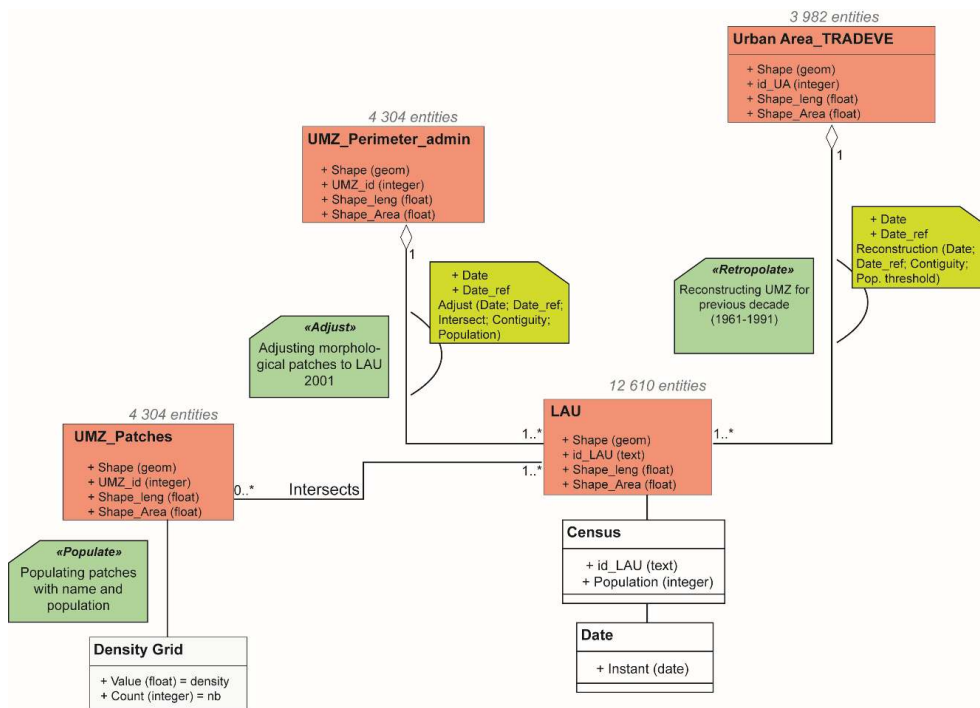 3 982 entities
Urban Area_TRADEVE
+ Shape (geom)
+ id_UA (integer)
+ Shape_leng (float)
+ Shape_Area (float)
1
4 304 entities
UMZ_Perimeter_admin
+ Shape (geom)
+ UMZ_id (integer)
+ Shape_leng (float)
+ Shape_Area (float)
1
+ Date
+ Date_ref
Reconstruction (Date;
Date_ref; Contiguity;
Pop. threshold)
«Retropolate»
Reconstructing UMZ for
previous decade
(1961-1991)
+ Date
+ Date_ref
Adjust (Date; Date_ref;
Intersect; Contiguity;
Population)
«Adjust»
Adjusting morpholo-
gical patches to LAU
2001
12 610 entities
LAU
+ Shape (geom)
+ id_LAU (text)
+ Shape_leng (float)
+ Shape_Area (float)
1..*
1..*
1..*
4 304 entities
UMZ_Patches
+ Shape (geom)
+ UMZ_id (integer)
+ Shape_leng (float)
+ Shape_Area (float)
0..*
Intersects
Census
+ id_LAU (text)
+ Population (integer)
«Populate»
Populating patches
with name and
population
Date
+ Instant (date)
Density Grid
+ Value (float) = density
+ Count (integer) = nb